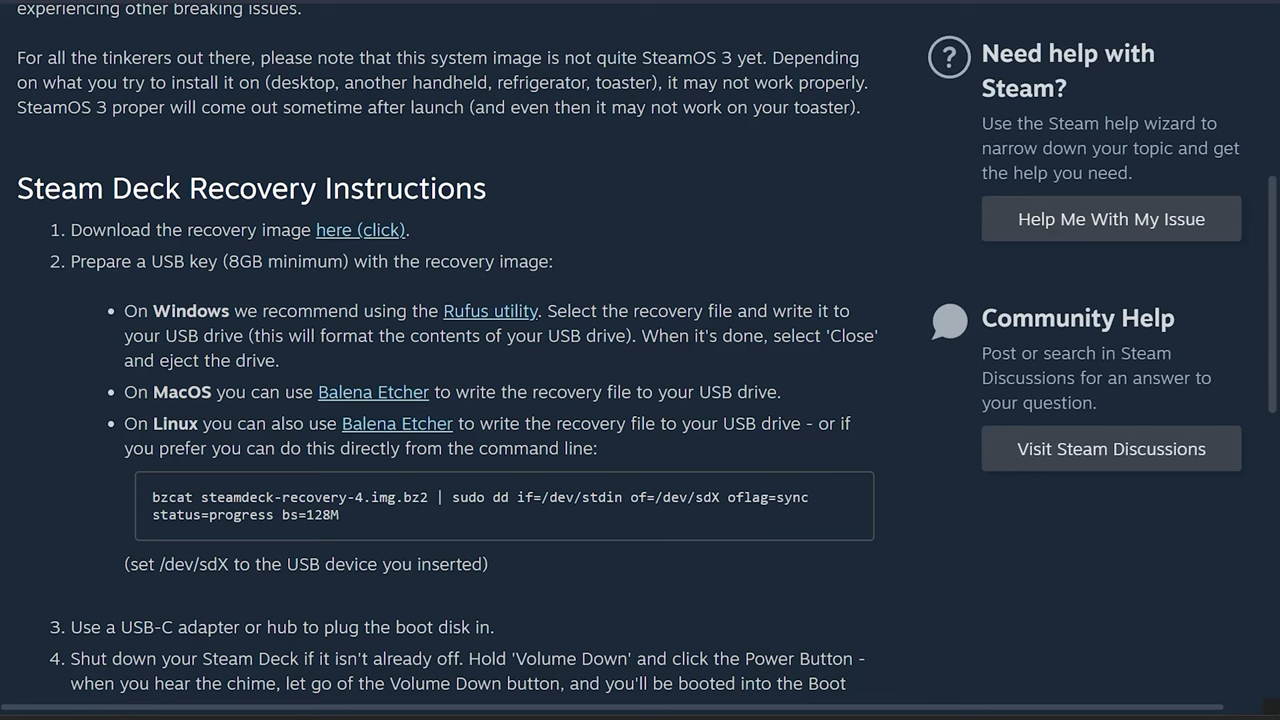 experiencing other breaking issues.
For all the tinkerers out there, please note that this system image is not quite SteamOS 3 yet. Depending
on what you try to install it on (desktop, another handheld, refrigerator, toaster), it may not work properly.
SteamOS 3 proper will come out sometime after launch (and even then it may not work on your toaster).
Steam Deck Recovery Instructions
1. Download the recovery image here (click).
2. Prepare a USB key (8GB minimum) with the recovery image:
• On Windows we recommend using the Rufus utility. Select the recovery file and write it to
your USB drive (this will format the contents of your USB drive). When it's done, select 'Close'
and eject the drive.
• On MacOS you can use Balena Etcher to write the recovery file to your USB drive.
• On Linux you can also use Balena Etcher to write the recovery file to your USB drive - or if
you prefer you can do this directly from the command line:
bzcat steamdeck-recovery-4.img.bz2 | sudo dd if=/dev/stdin of=/dev/sdX oflag=sync
status=progress bs=128M
(set /dev/sdX to the USB device you inserted)
3. Use a USB-C adapter or hub to plug the boot disk in.
4. Shut down your Steam Deck if it isn't already off. Hold 'Volume Down' and click the Power Button -
when you hear the chime, let go of the Volume Down button, and you'll be booted into the Boot
? Need help with
Steam?
Use the Steam help wizard to
narrow down your topic and get
the help you need.
Help Me With My Issue
Community Help
Post or search in Steam
Discussions for an answer to
your question.
Visit Steam Discussions